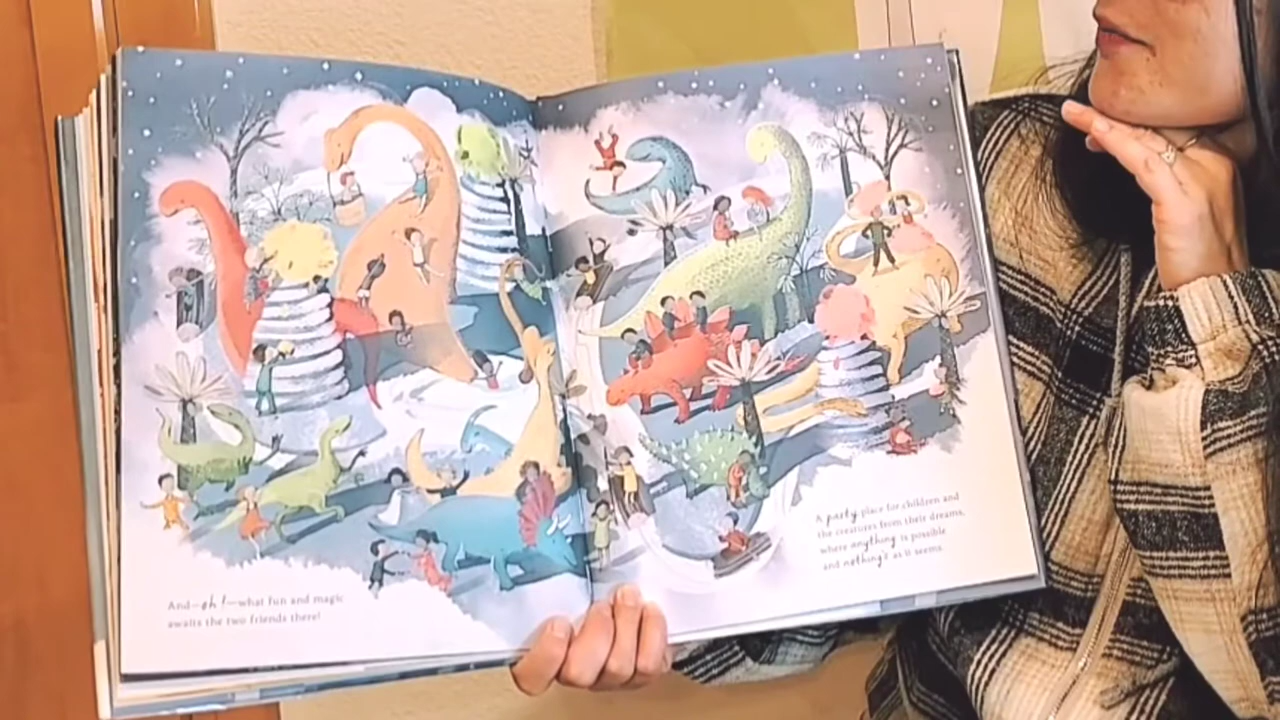 And—oh!—what fun and magic
awaits the two friends there!
A party place for children and
the creatures from their dreams,
where anything is possible
and nothing's as it seems.